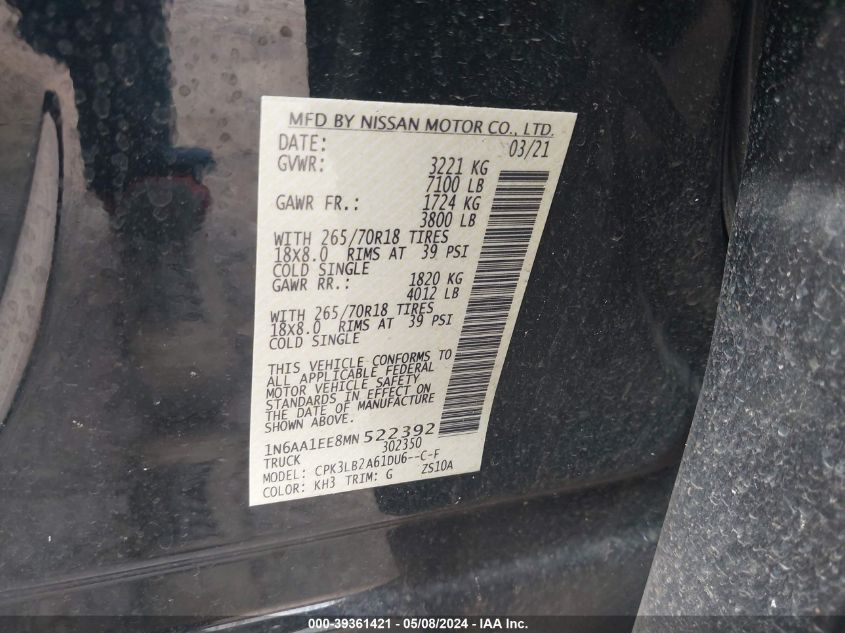 MFD BY NISSAN MOTOR CO., LTD.
DATE: 03/21
GVWR: 3221 KG
7100 LB
GAWR FR.: 1724 KG
3800 LB
WITH 265/70R18 TIRES
18X8.0 RIMS AT 39 PSI
COLD SINGLE
GAWR RR.: 1820 KG
4012 LB
WITH 265/70R18 TIRES
18X8.0 RIMS AT 39 PSI
COLD SINGLE
THIS VEHICLE CONFORMS TO
ALL APPLICABLE FEDERAL
MOTOR VEHICLE SAFETY
STANDARDS IN EFFECT ON
THE DATE OF MANUFACTURE
SHOWN ABOVE.
1N6AA1EE8MN 522392
TRUCK 302350
MODEL: CPK3LB2A61DU6--C-F
COLOR: KH3 TRIM: G ZS10A
000-39361421 - 05/08/2024 - IAA Inc.